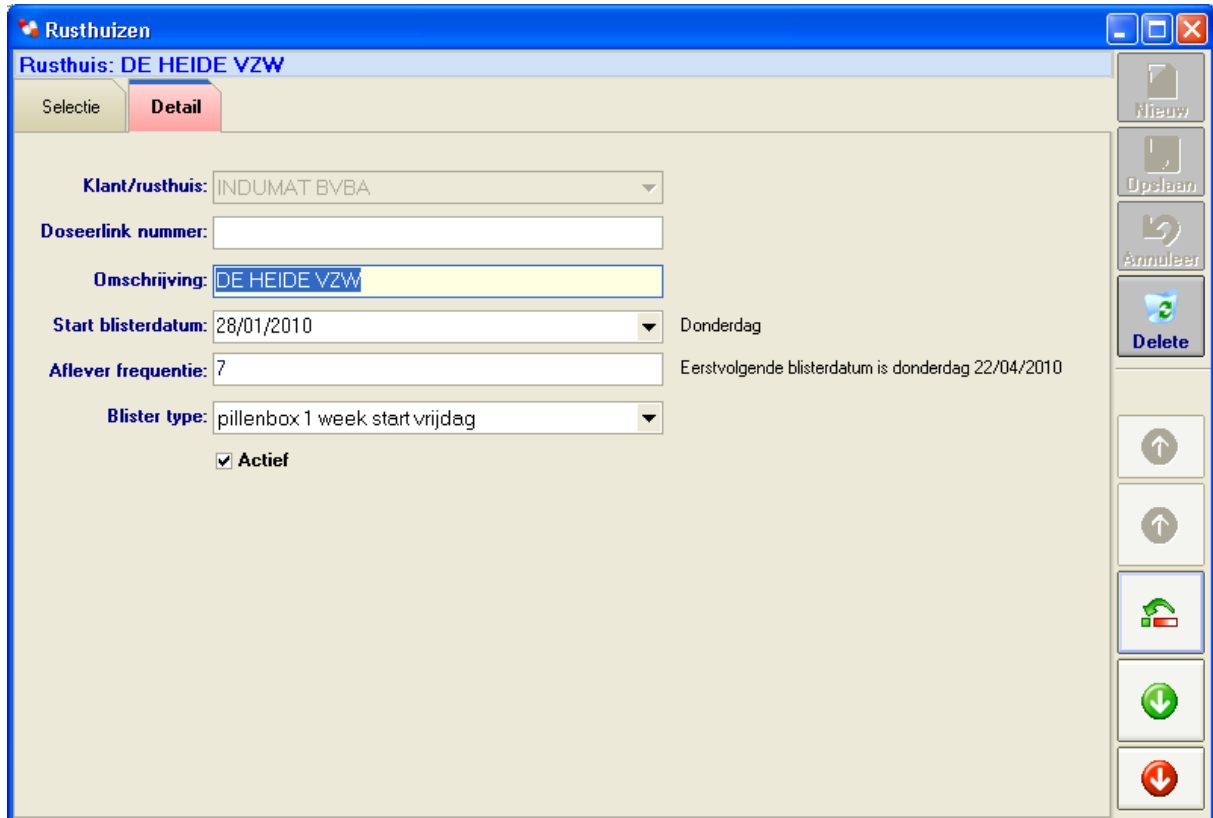 Rusthuizen
Rusthuis: DE HEIDE VZW
Selectie Detail
Nieuw
Klant/rusthuis: INDUMAT BVBA
Opslaan
Doseerlink nummer:
Annuleer
Omschrijving: DE HEIDE VZW
Start blisterdatum: 28/01/2010 Donderdag
Delete
Aflever frequentie: 7 Eerstvolgende blisterdatum is donderdag 22/04/2010
Blister type: pillenbox 1 week start vrijdag
Actief